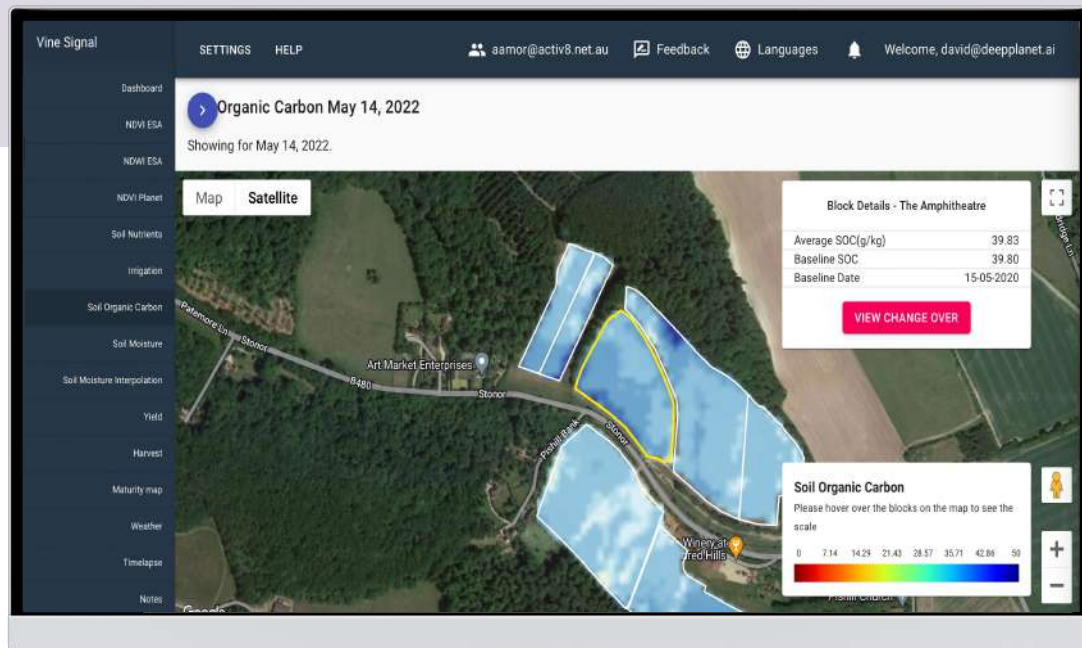 Vine Signal
SETTINGS HELP aamor@activ8.net.au Feedback Languages Welcome, david@deepplanet.ai
Dashboard
NDVI ESA
NDWI ESA
NDVI Planet
Soil Nutrients
Irrigation
Soil Organic Carbon
Soil Moisture
Soil Moisture Interpolation
Yield
Harvest
Maturity map
Weather
Timelapse
Notes
Organic Carbon May 14, 2022
Showing for May 14, 2022.
Map Satellite
Block Details - The Amphitheatre
Average SOC(g/kg) 39.83
Baseline SOC 39.80
Baseline Date 15-05-2020
VIEW CHANGE OVER
Bridge Ln
Patemore Ln
Stonor
B480
Art Market Enterprises
Stonor
Pishill Bank
Stonor
Winery at
red Hills
Soil Organic Carbon
Please hover over the blocks on the map to see the
scale
0 7.14 14.29 21.43 28.57 35.71 42.86 50
Pishill Church
Google